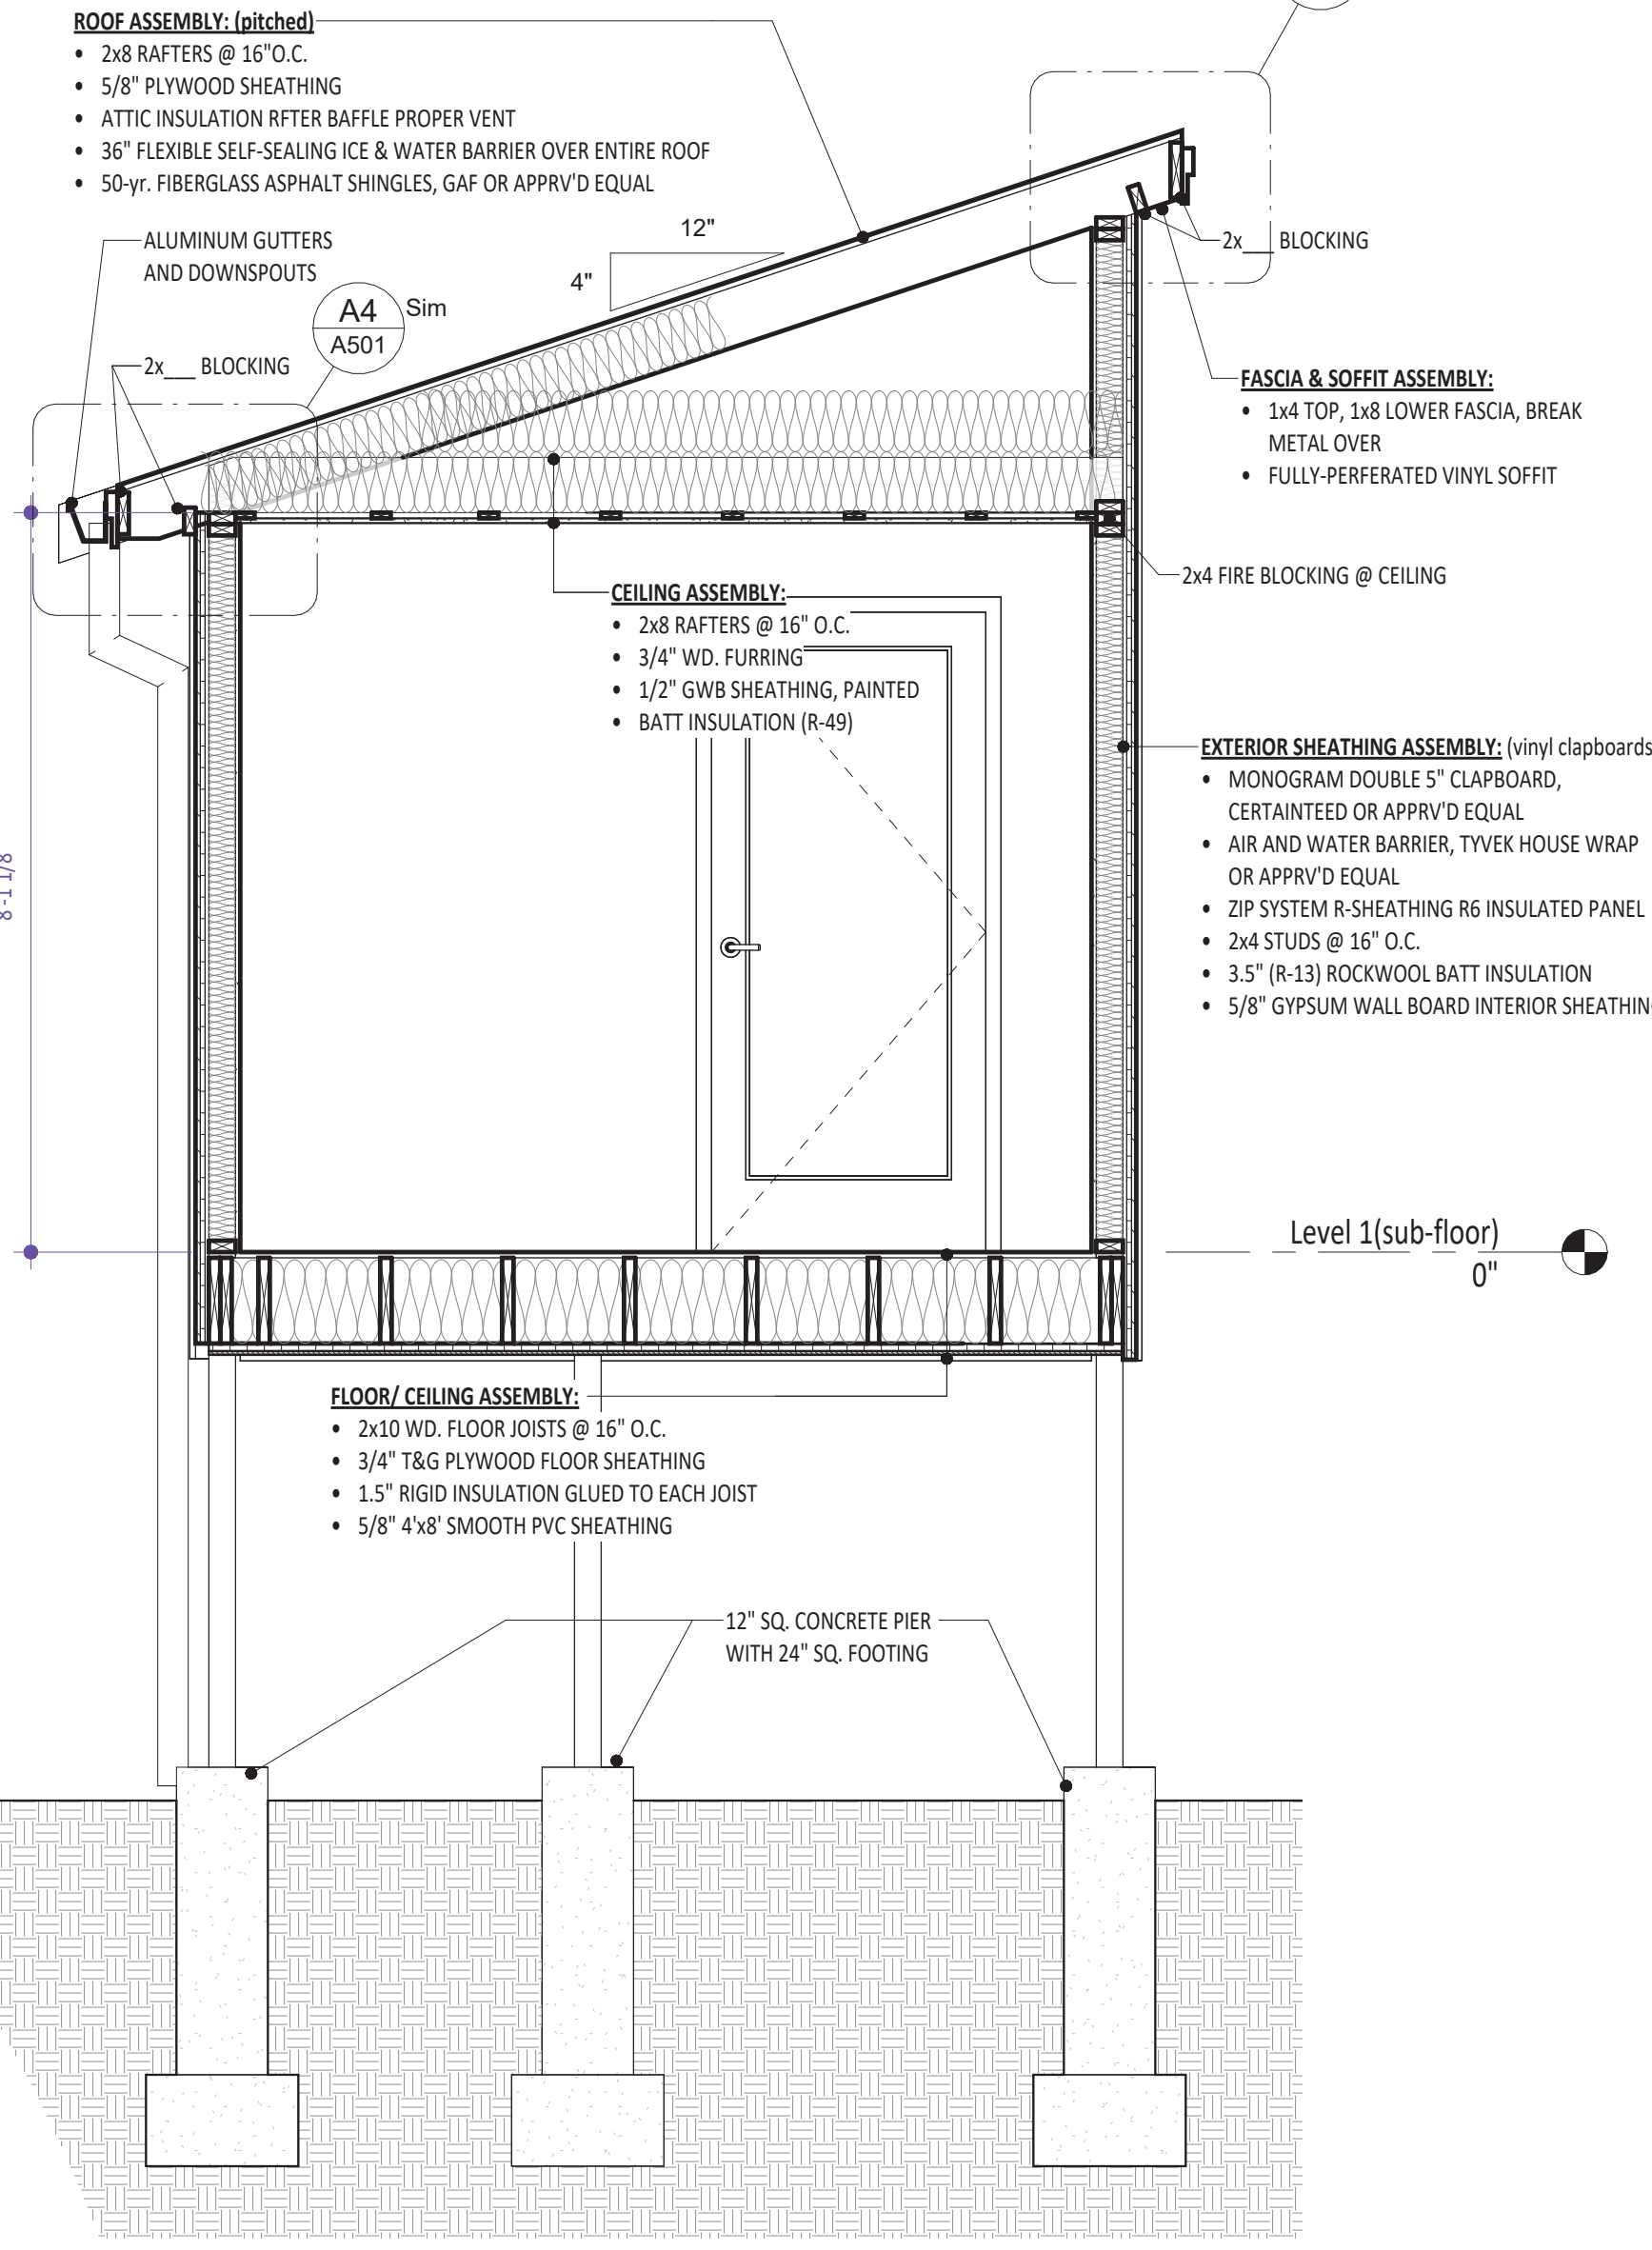 ROOF ASSEMBLY: (pitched)
• 2x8 RAFTERS @ 16"O.C.
• 5/8" PLYWOOD SHEATHING
• ATTIC INSULATION RFTER BAFFLE PROPER VENT
• 36" FLEXIBLE SELF-SEALING ICE & WATER BARRIER OVER ENTIRE ROOF
• 50-yr. FIBERGLASS ASPHALT SHINGLES, GAF OR APPRV'D EQUAL
ALUMINUM GUTTERS
AND DOWNSPOUTS
12"
4"
A4
A501
Sim
2x___ BLOCKING
2x___ BLOCKING
FASCIA & SOFFIT ASSEMBLY:
• 1x4 TOP, 1x8 LOWER FASCIA, BREAK
METAL OVER
• FULLY-PERFERATED VINYL SOFFIT
2x4 FIRE BLOCKING @ CEILING
CEILING ASSEMBLY:
• 2x8 RAFTERS @ 16" O.C.
• 3/4" WD. FURRING
• 1/2" GWB SHEATHING, PAINTED
• BATT INSULATION (R-49)
EXTERIOR SHEATHING ASSEMBLY: (vinyl clapboards
• MONOGRAM DOUBLE 5" CLAPBOARD,
CERTAINTEED OR APPRV'D EQUAL
• AIR AND WATER BARRIER, TYVEK HOUSE WRAP
OR APPRV'D EQUAL
• ZIP SYSTEM R-SHEATHING R6 INSULATED PANEL
• 2x4 STUDS @ 16" O.C.
• 3.5" (R-13) ROCKWOOL BATT INSULATION
• 5/8" GYPSUM WALL BOARD INTERIOR SHEATHIN
8'-1 1/8
Level 1(sub-floor)
0"
FLOOR/ CEILING ASSEMBLY:
• 2x10 WD. FLOOR JOISTS @ 16" O.C.
• 3/4" T&G PLYWOOD FLOOR SHEATHING
• 1.5" RIGID INSULATION GLUED TO EACH JOIST
• 5/8" 4'x8' SMOOTH PVC SHEATHING
12" SQ. CONCRETE PIER
WITH 24" SQ. FOOTING